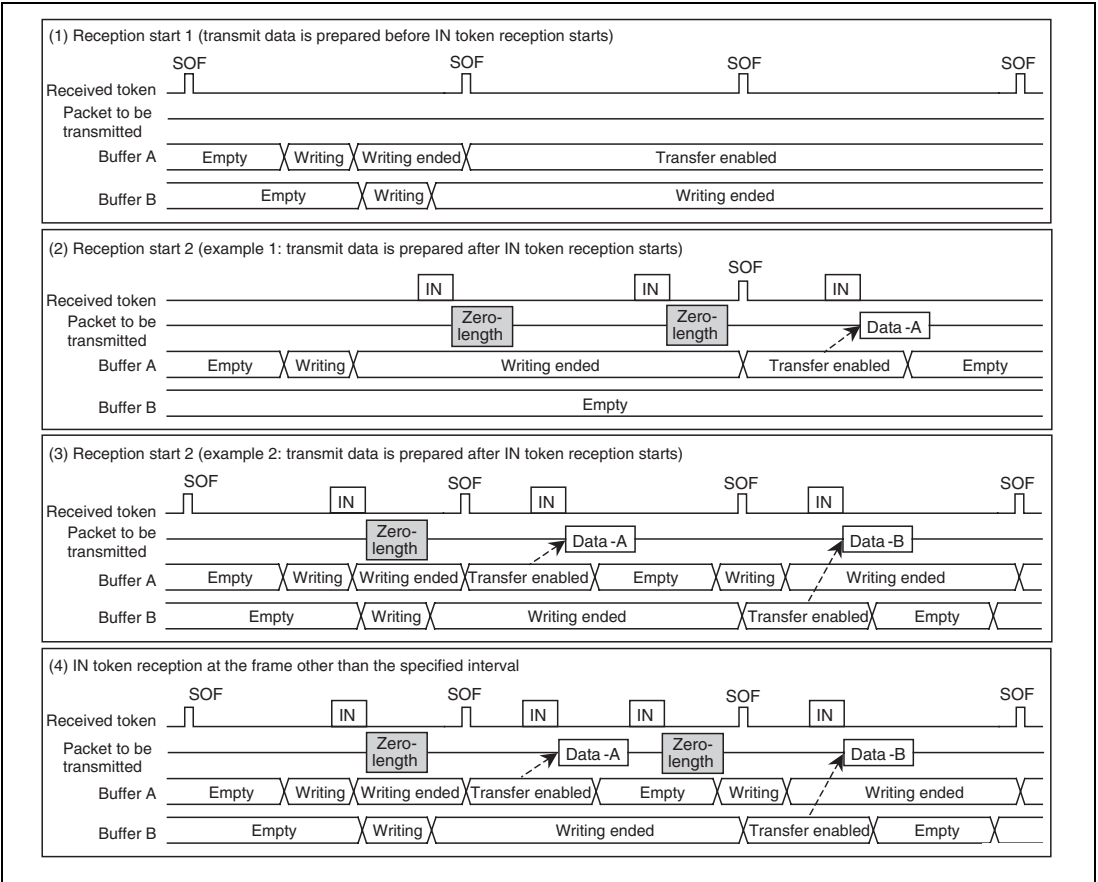 (1) Reception start 1 (transmit data is prepared before IN token reception starts)
SOF SOF SOF SOF
Received token
Packet to be
transmitted
Buffer A Empty Writing Writing ended Transfer enabled
Buffer B Empty Writing Writing ended
(2) Reception start 2 (example 1: transmit data is prepared after IN token reception starts)
SOF
IN IN IN
Received token
Packet to be
transmitted
Zero-
length
Zero-
length
Data -A
Buffer A Empty Writing Writing ended Transfer enabled Empty
Buffer B Empty
(3) Reception start 2 (example 2: transmit data is prepared after IN token reception starts)
SOF SOF SOF SOF
IN IN IN
Received token
Packet to be
transmitted
Zero-
length
Data -A Data -B
Buffer A Empty Writing Writing ended Transfer enabled Empty Writing Writing ended
Buffer B Empty Writing Writing ended Transfer enabled Empty
(4) IN token reception at the frame other than the specified interval
SOF SOF SOF SOF
IN IN IN IN
Received token
Packet to be
transmitted
Zero-
length
Data -A
Zero-
length
Data -B
Buffer A Empty Writing Writing ended Transfer enabled Empty Writing Writing ended
Buffer B Empty Writing Writing ended Transfer enabled Empty